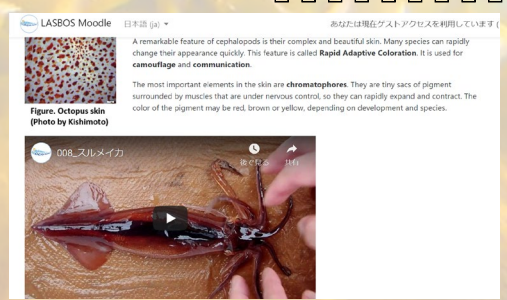 LASBOS Moodle 日本語 (ja) ▼ あなたは現在ゲストアクセスを利用しています (
A remarkable feature of cephalopods is their complex and beautiful skin. Many species can rapidly
change their appearance quickly. This feature is called Rapid Adaptive Coloration. It is used for
camouflage and communication.
The most important elements in the skin are chromatophores. They are tiny sacs of pigment
surrounded by muscles that are under nervous control, so they can rapidly expand and contract. The
color of the pigment may be red, brown or yellow, depending on development and species.
Figure. Octopus skin
(Photo by Kishimoto)
008_スルメイカ
後で見る 共有